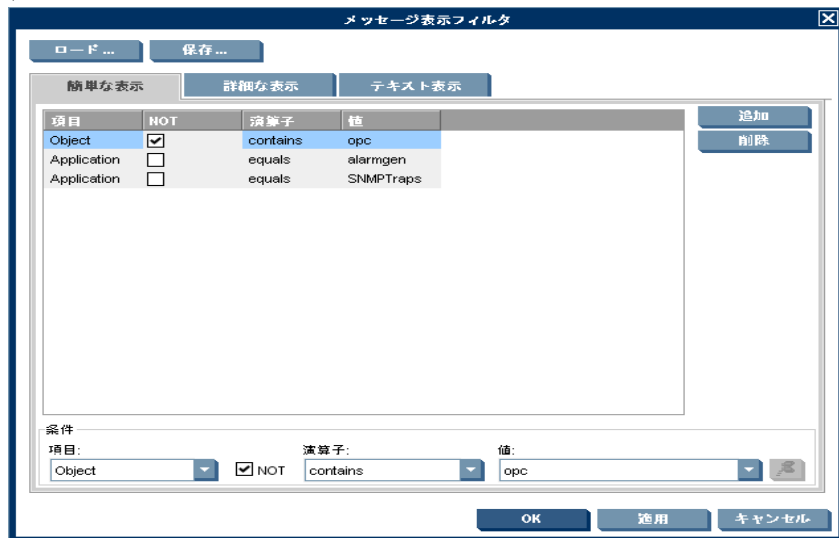 メッセージ表示フィルタ
ロード... 保存...
簡単な表示 詳細な表示 テキスト表示
項目 NOT 演算子 値
Object contains opc
Application equals alarmgen
Application equals SNMPTraps
追加
削除
条件
項目: 演算子: 値:
Object NOT contains opc
OK 適用 キャンセル